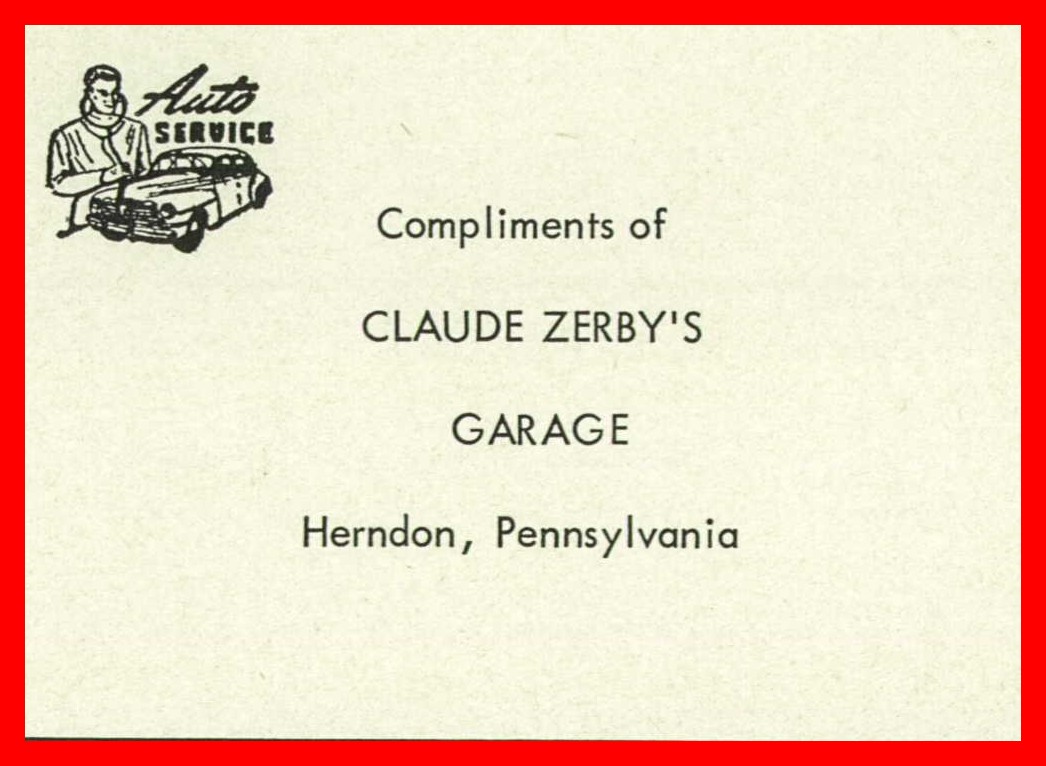 Auto
SERVICE
Compliments of
CLAUDE ZERBY'S
GARAGE
Herndon, Pennsylvania